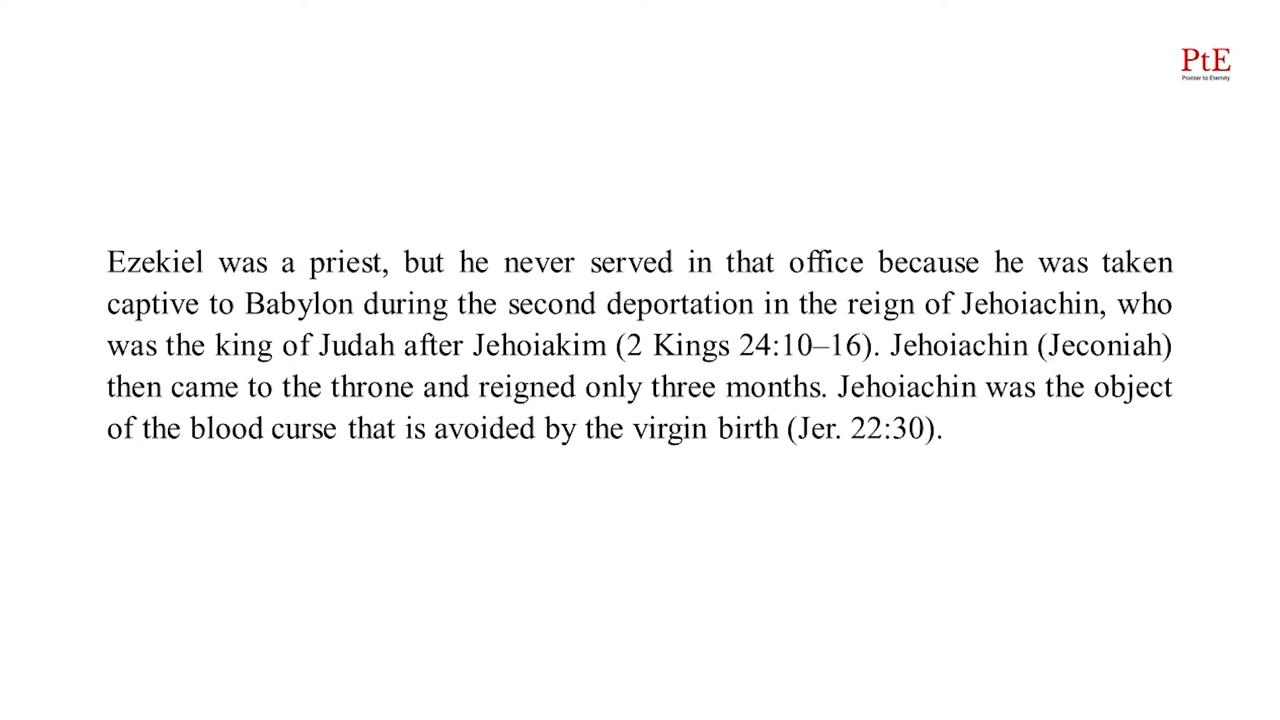 PtE
Pointer to Eternity
Ezekiel was a priest, but he never served in that office because he was taken
captive to Babylon during the second deportation in the reign of Jehoiachin, who
was the king of Judah after Jehoiakim (2 Kings 24:10–16). Jehoiachin (Jeconiah)
then came to the throne and reigned only three months. Jehoiachin was the object
of the blood curse that is avoided by the virgin birth (Jer. 22:30).